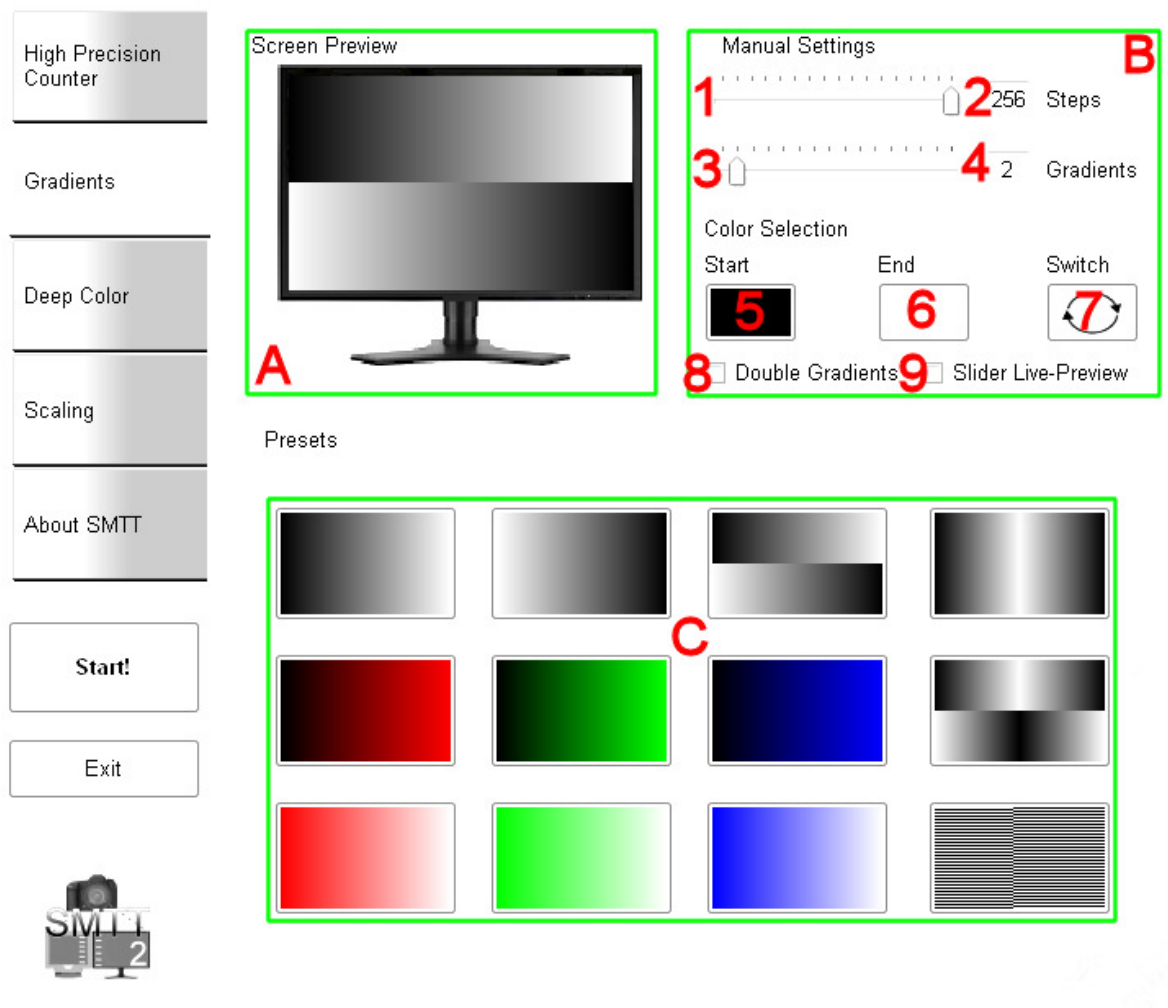 High Precision
Counter
Gradients
Deep Color
Scaling
About SMTT
Start!
Exit
SMTT
2
Screen Preview
A
Manual Settings
B
1
2
256 Steps
3
4
2 Gradients
Color Selection
Start End Switch
5 6 7
8 Double Gradients 9 Slider Live-Preview
Presets
C